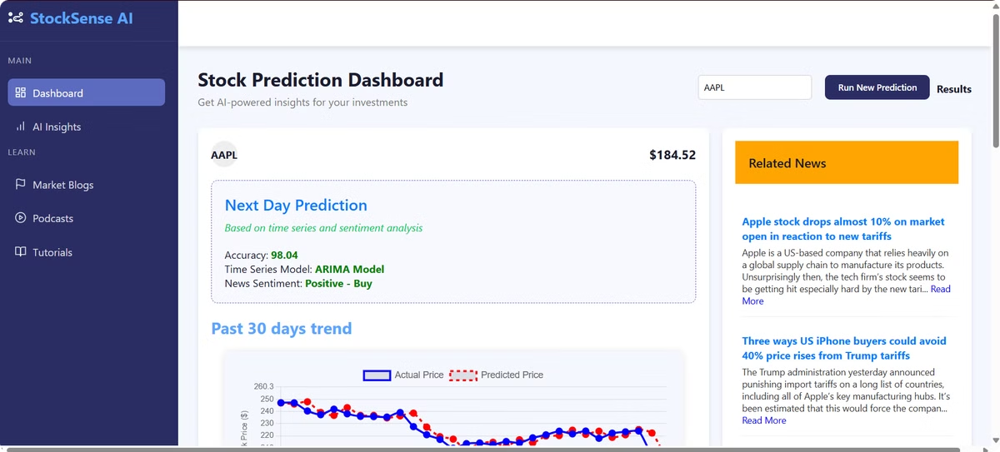 StockSense AI
MAIN
Dashboard
AI Insights
LEARN
Market Blogs
Podcasts
Tutorials
Stock Prediction Dashboard
Get AI-powered insights for your investments
AAPL
Run New Prediction
Results
AAPL
$184.52
Next Day Prediction
Based on time series and sentiment analysis
Accuracy: 98.04
Time Series Model: ARIMA Model
News Sentiment: Positive - Buy
Past 30 days trend
Actual Price
Predicted Price
260.3
250
240
230
220
Price ($)
Related News
Apple stock drops almost 10% on market
open in reaction to new tariffs
Apple is a US-based company that relies heavily on
a global supply chain to manufacture its products.
Unsurprisingly then, the tech firm's stock seems to
be getting hit especially hard by the new tari... Read
More
Three ways US iPhone buyers could avoid
40% price rises from Trump tariffs
The Trump administration yesterday announced
punishing import tariffs on a long list of countries,
including all of Apple's key manufacturing hubs. It's
been estimated that this would force the compan...
Read More